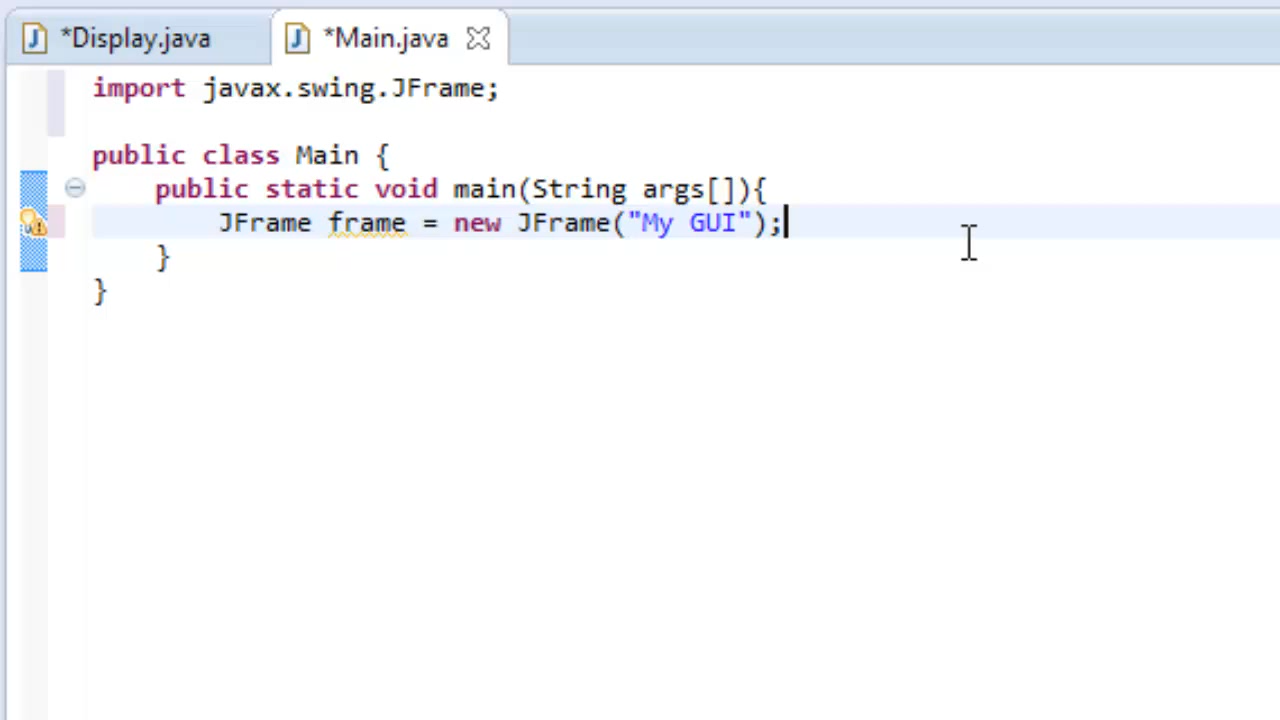 *Display.java *Main.java
import javax.swing.JFrame;
public class Main {
public static void main(String args[]){
JFrame frame = new JFrame("My GUI");
}
}